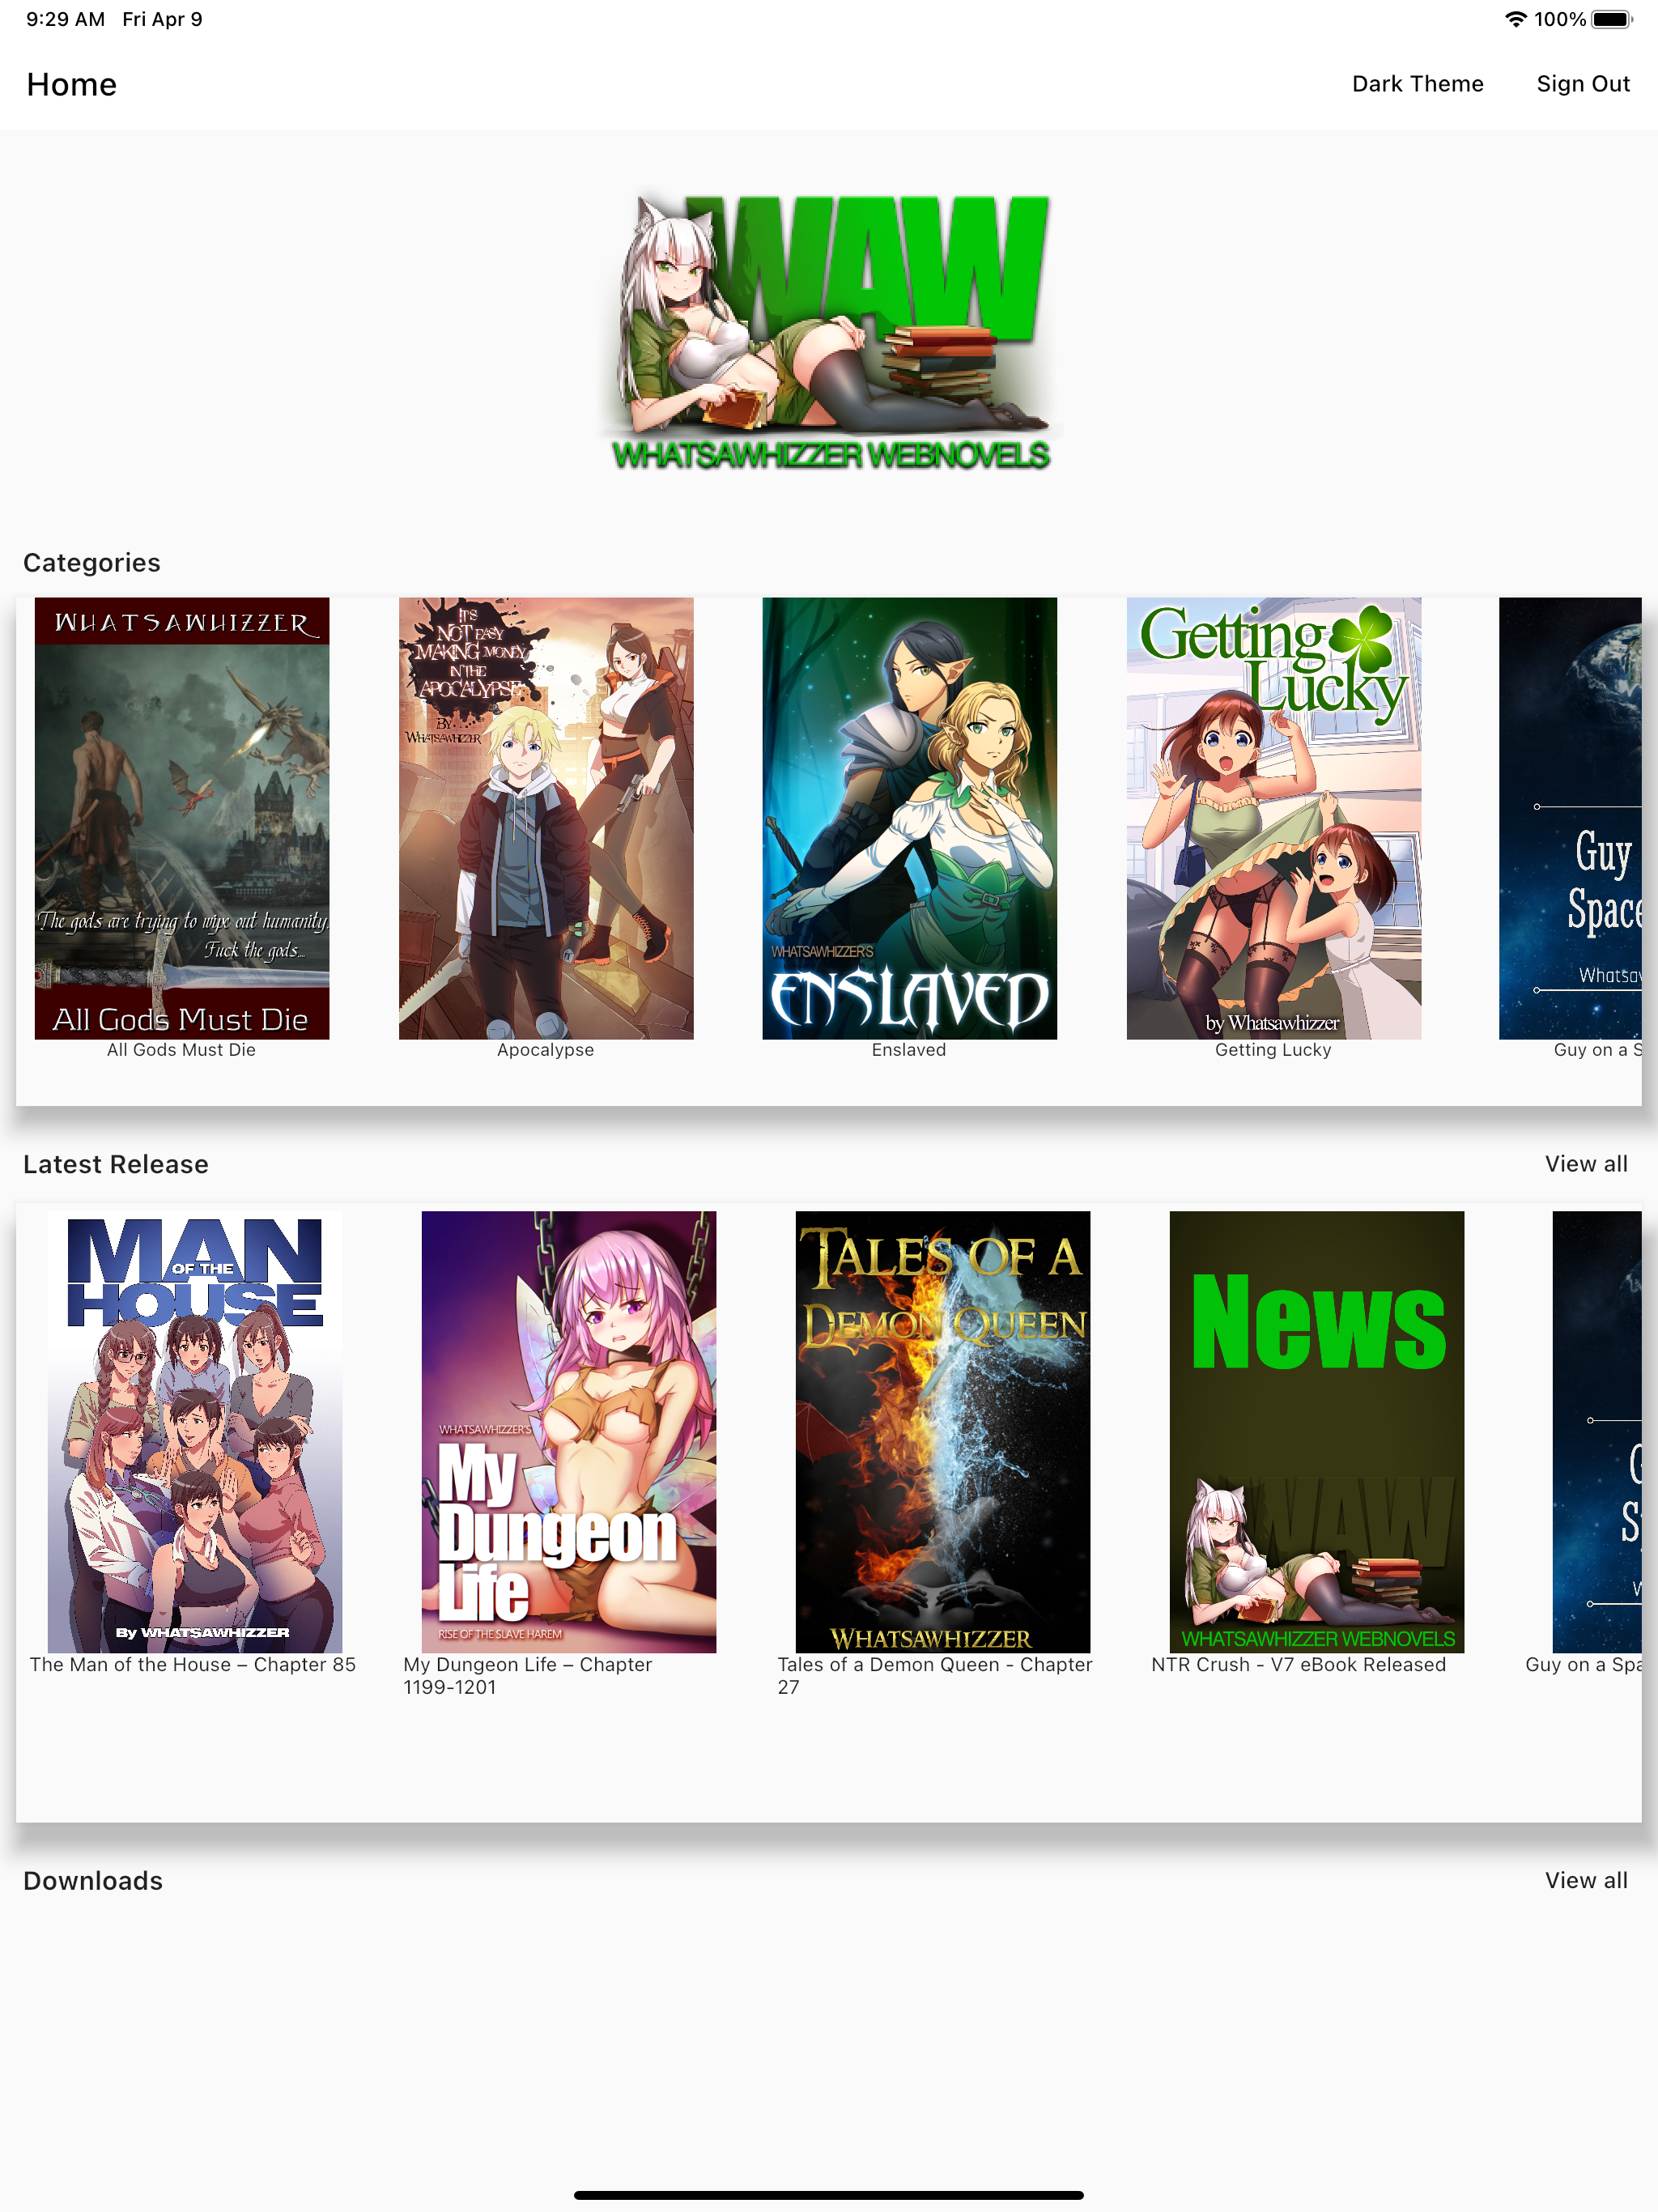 9:29 AM Fri Apr 9
100%
Home
Dark Theme
Sign Out
WAW
WHATSAWHIZZER WEBNOVELS
Categories
WHATSAWHIZZER
The gods are trying to wipe out humanity.
Fuck the gods...
All Gods Must Die
All Gods Must Die
IT'S
NOT EASY
MAKING MONEY
IN THE
APOCALYPSE
BY
WHATSAWHIZZER
Apocalypse
WHATSAWHIZZER'S
ENSLAVED
Enslaved
Getting
Lucky
by Whatsawhizzer
Getting Lucky
Guy
Space
Whatsaw
Guy on a S
Latest Release
View all
MAN
OF THE
HOUSE
By WHATSAWHIZZER
The Man of the House – Chapter 85
WHATSAWHIZZER'S
My
Dungeon
Life
RISE OF THE SLAVE HAREM
My Dungeon Life – Chapter
1199-1201
TALES OF A
DEMON QUEEN
WHATSAWHIZZER
Tales of a Demon Queen - Chapter
27
News
WAW
WHATSAWHIZZER WEBNOVELS
NTR Crush - V7 eBook Released
G
S
W
Guy on a Spa
Downloads
View all